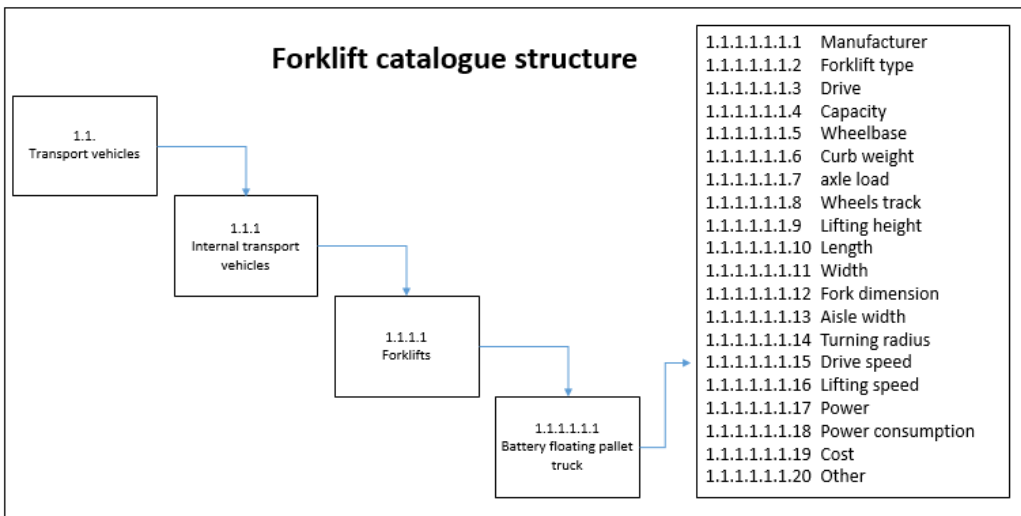 Forklift catalogue structure
1.1.
Transport vehicles
1.1.1
Internal transport
vehicles
1.1.1.1
Forklifts
1.1.1.1.1.1
Battery floating pallet
truck
1.1.1.1.1.1.1 Manufacturer
1.1.1.1.1.1.2 Forklift type
1.1.1.1.1.1.3 Drive
1.1.1.1.1.1.4 Capacity
1.1.1.1.1.1.5 Wheelbase
1.1.1.1.1.1.6 Curb weight
1.1.1.1.1.1.7 axle load
1.1.1.1.1.1.8 Wheels track
1.1.1.1.1.1.9 Lifting height
1.1.1.1.1.1.10 Length
1.1.1.1.1.1.11 Width
1.1.1.1.1.1.12 Fork dimension
1.1.1.1.1.1.13 Aisle width
1.1.1.1.1.1.14 Turning radius
1.1.1.1.1.1.15 Drive speed
1.1.1.1.1.1.16 Lifting speed
1.1.1.1.1.1.17 Power
1.1.1.1.1.1.18 Power consumption
1.1.1.1.1.1.19 Cost
1.1.1.1.1.1.20 Other